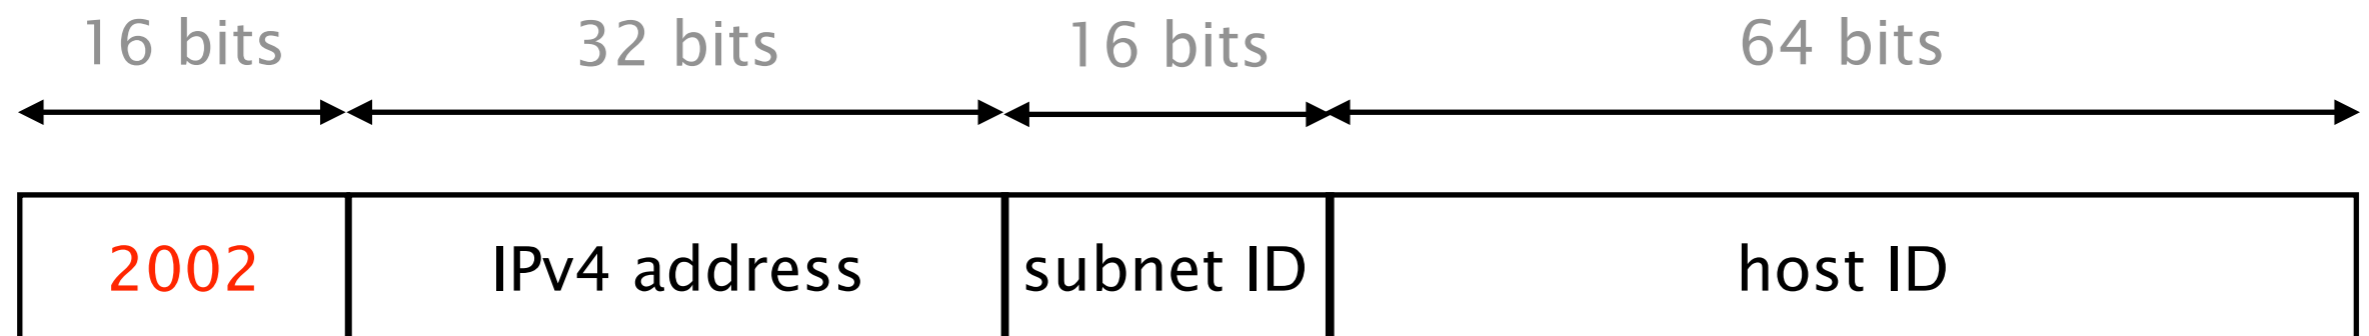 16 bits 32 bits 16 bits 64 bits
2002 IPv4 address subnet ID host ID